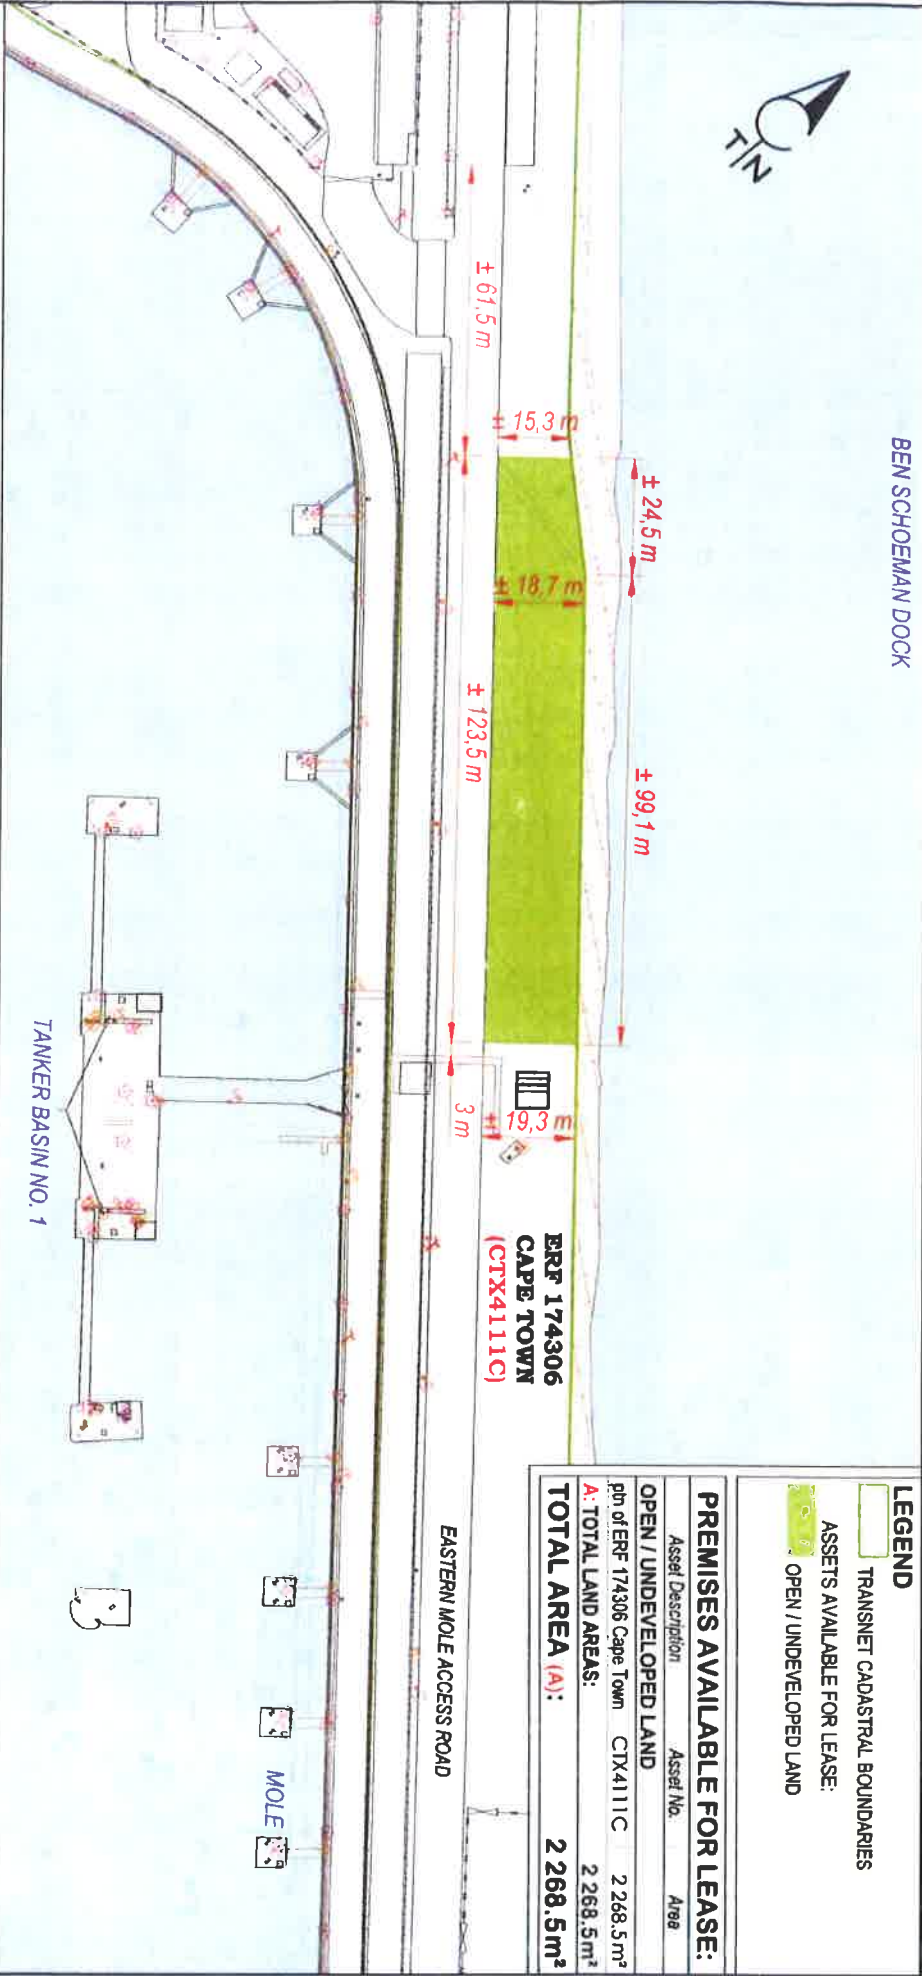 BEN SCHOEMAN DOCK
T/N
± 61,5 m
± 15,3 m
± 24,5 m
± 18,7 m
± 123,5 m
± 99,1 m
3 m
± 19,3 m
ERF 174306
CAPE TOWN
(CTX4111C)
TANKER BASIN NO. 1
EASTERN MOLE ACCESS ROAD
MOLE
LEGEND
TRANSNET CADASTRAL BOUNDARIES
ASSETS AVAILABLE FOR LEASE:
OPEN / UNDEVELOPED LAND
PREMISES AVAILABLE FOR LEASE:
Asset Description Asset No. Area
OPEN / UNDEVELOPED LAND
ptn of ERF 174306 Cape Town CTX4111C 2 268.5m²
A: TOTAL LAND AREAS: 2 268.5m²
TOTAL AREA (A): 2 268.5m²